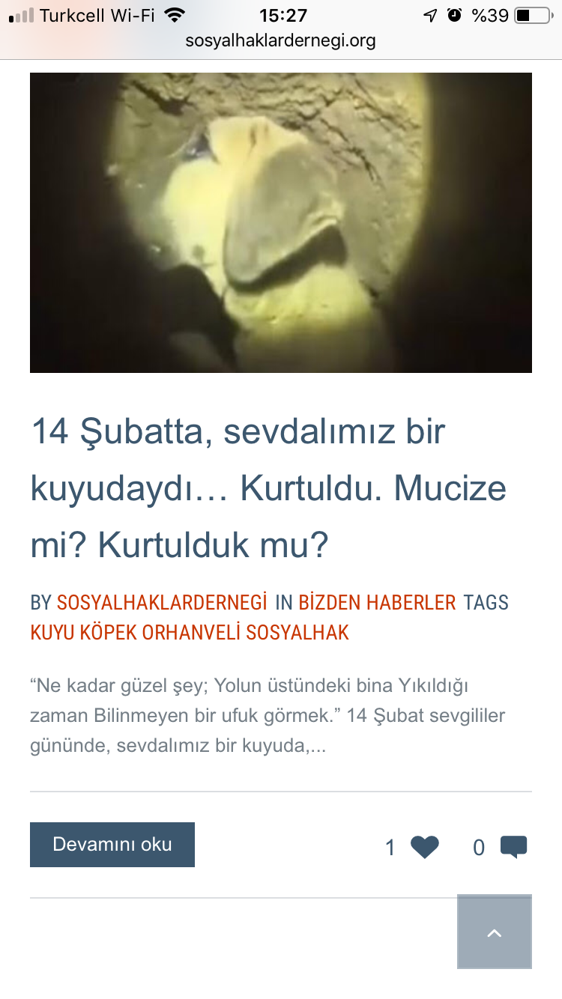 Turkcell Wi-Fi 15:27 %39
sosyalhaklardernegi.org
14 Şubatta, sevdalımız bir
kuyudaydı… Kurtuldu. Mucize
mi? Kurtulduk mu?
BY SOSYALHAKLARDERNEGİ IN BİZDEN HABERLER TAGS
KUYU KÖPEK ORHANVELİ SOSYALHAK
“Ne kadar güzel şey; Yolun üstündeki bina Yıkıldığı
zaman Bilinmeyen bir ufuk görmek.” 14 Şubat sevgililer
gününde, sevdalımız bir kuyuda,...
Devamını oku 1 0